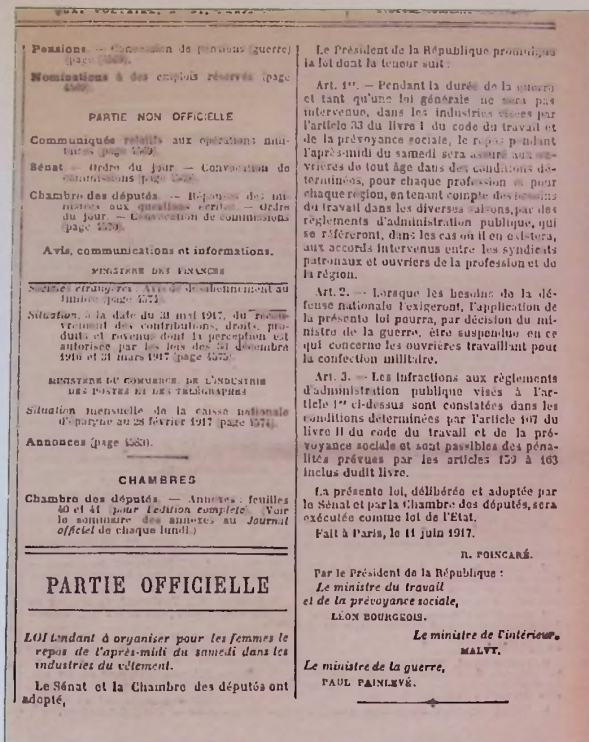 Pensions. — Concession de pensions (guerre)
(page
Nominations à des emplois réservés (page
PARTIE NON OFFICIELLE
Communiqués relatifs aux opérations mili-
taires (page 4569).
Sénat. — Ordre du jour. — Convocation de
commissions (page
Chambre des députés. — Réponses des mi-
nistres aux questions écrites. — Ordre
du jour. — Convocation de commissions
(page 4570).
Avis, communications et informations.
MINISTÈRE DES FINANCES
Sociétés étrangères. Avis de désabonnement au
timbre (page 4571).
Situation, à la date du 31 mai 1917, du recou-
vrement des contributions, droits, pro-
duits et revenus dont la perception est
autorisée par les lois des 30 décembre
1916 et 31 mars 1917 (page 4573).
MINISTÈRE DU COMMERCE, DE L'INDUSTRIE
DES POSTES ET DES TÉLÉGRAPHES
Situation mensuelle de la caisse nationale
d'épargne au 28 février 1917 (page 4574).
Annonces (page 4583).
CHAMBRES
Chambre des députés. — Annexes : feuilles
40 et 41 (pour l'édition complète). (Voir
le sommaire des annexes au Journal
officiel de chaque lundi.)
PARTIE OFFICIELLE
LOI tendant à organiser pour les femmes le
repos de l'après-midi du samedi dans les
industries du vêtement.
Le Sénat et la Chambre des députés ont
adopté,
Le Président de la République promulgue
la loi dont la teneur suit :
Art. 1er. — Pendant la durée de la guerre
et tant qu'une loi générale ne sera pas
intervenue, dans les industries visées par
l'article 33 du livre I du code du travail et
de la prévoyance sociale, le repos pendant
l'après-midi du samedi sera assuré aux ou-
vrières de tout âge dans des conditions dé-
terminées, pour chaque profession et pour
chaque région, en tenant compte des besoins
du travail dans les diverses saisons, par des
règlements d'administration publique, qui
se référeront, dans les cas où il en existera,
aux accords intervenus entre les syndicats
patronaux et ouvriers de la profession et de
la région.
Art. 2. — Lorsque les besoins de la dé-
fense nationale l'exigeront, l'application de
la présente loi pourra, par décision du mi-
nistre de la guerre, être suspendue en ce
qui concerne les ouvrières travaillant pour
la confection militaire.
Art. 3. — Les infractions aux règlements
d'administration publique visés à l'ar-
ticle 1er ci-dessus sont constatées dans les
conditions déterminées par l'article 107 du
livre II du code du travail et de la pré-
voyance sociale et sont passibles des péna-
lités prévues par les articles 159 à 163
inclus dudit livre.
La présente loi, délibérée et adoptée par
le Sénat et par la Chambre des députés, sera
exécutée comme loi de l'État.
Fait à Paris, le 11 juin 1917.
R. POINCARÉ.
Par le Président de la République :
Le ministre du travail
et de la prévoyance sociale,
LÉON BOURGEOIS.
Le ministre de l'intérieur,
MALVY.
Le ministre de la guerre,
PAUL PAINLEVÉ.